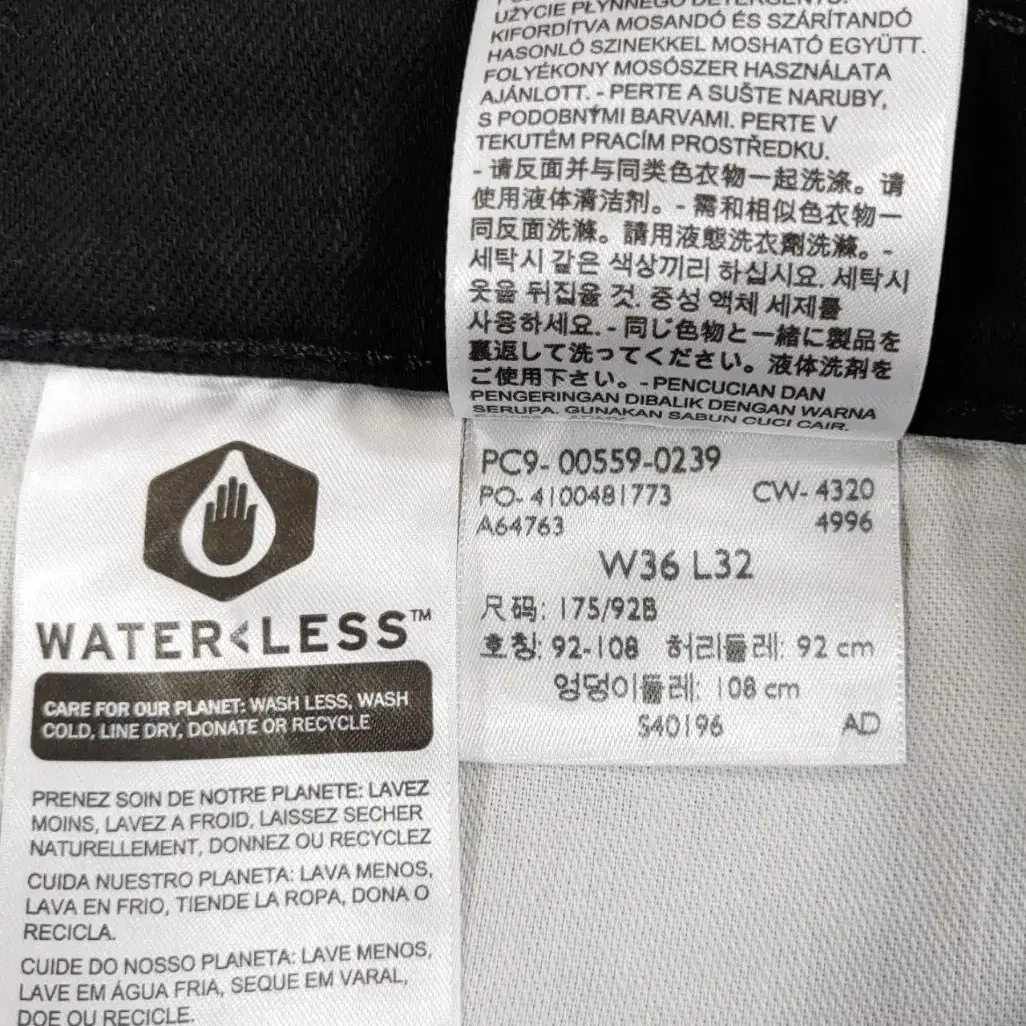 UŻYCIE PŁYNNEGO DETERGENTU.
KIFORDÍTVA MOSANDÓ ÉS SZÁRÍTANDÓ
HASONLÓ SZINEKKEL MOSHATÓ EGYÜTT.
FOLYÉKONY MOSÓSZER HASZNÁLATA
AJÁNLOTT. - PERTE A SUŠTE NARUBY,
S PODOBNÝMI BARVAMI. PERTE V
TEKUTÉM PRACÍM PROSTŘEDKU.
- 请反面并与同类色衣物一起洗涤。请
使用液体清洁剂。- 需和相似色衣物一
同反面洗滌。請用液態洗衣劑洗滌。-
세탁시 같은 색상끼리 하십시요. 세탁시
옷을 뒤집을 것. 중성 액체 세제를
사용하세요. - 同じ色物と一緒に製品を
裏返して洗ってください。液体洗剤を
ご使用下さい。- PENCUCIAN DAN
PENGERINGAN DIBALIK DENGAN WARNA
SERUPA. GUNAKAN SABUN CUCI CAIR.
PC9- 00559-0239
PO- 4100481773 CW- 4320
A64763 4996
W36 L32
尺码: 175/92B
호칭: 92-108 허리둘레: 92 cm
엉덩이둘레: 108 cm
S40196 AD
WATER<LESS™
CARE FOR OUR PLANET: WASH LESS, WASH
COLD, LINE DRY, DONATE OR RECYCLE
PRENEZ SOIN DE NOTRE PLANETE: LAVEZ
MOINS, LAVEZ A FROID, LAISSEZ SECHER
NATURELLEMENT, DONNEZ OU RECYCLEZ
CUIDA NUESTRO PLANETA: LAVA MENOS,
LAVA EN FRIO, TIENDE LA ROPA, DONA O
RECICLA.
CUIDE DO NOSSO PLANETA: LAVE MENOS,
LAVE EM ÁGUA FRIA, SEQUE EM VARAL,
DOE OU RECICLE.